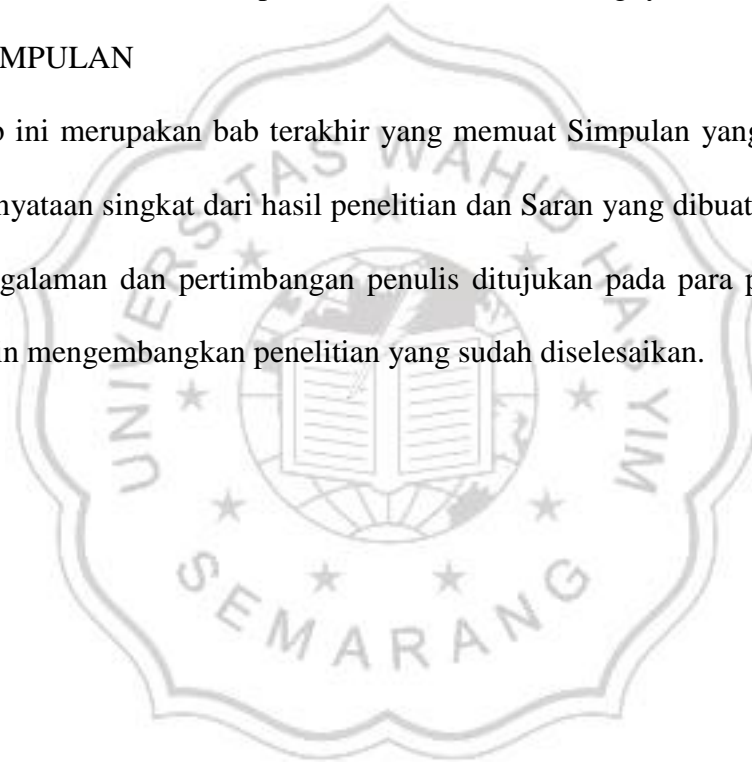 MPULAN
ini merupakan bab terakhir yang memuat Simpulan yang
nyataan singkat dari hasil penelitian dan Saran yang dibuat
galaman dan pertimbangan penulis ditujukan pada para p
in mengembangkan penelitian yang sudah diselesaikan.
UNIVERSITAS WAHID HASYIM
SEMARANG